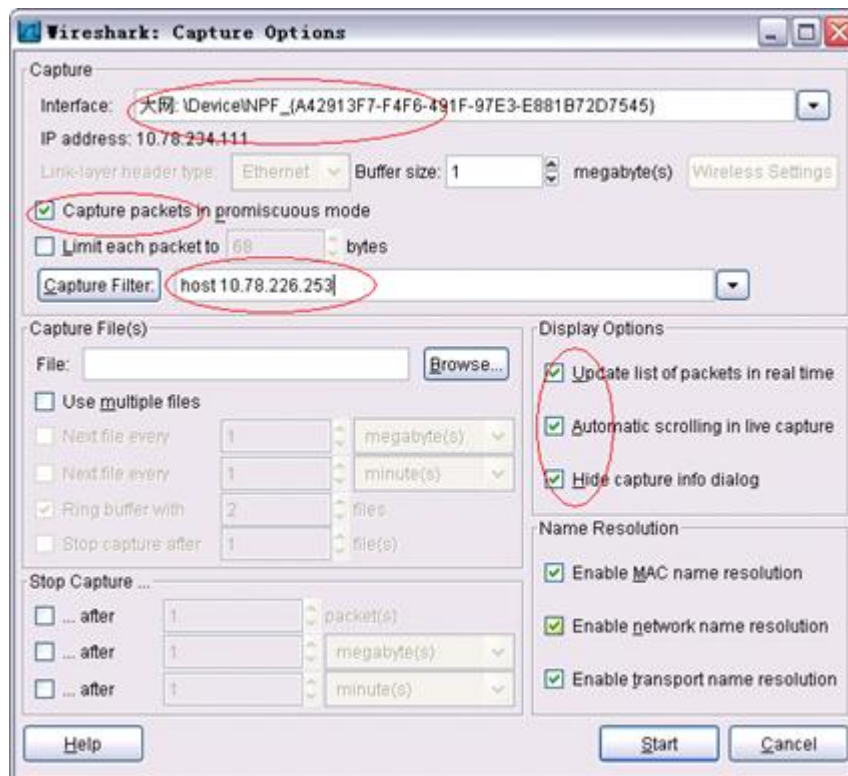 Wireshark: Capture Options
Capture
Interface: 大网: \Device\NPF_{A42913F7-F4F6-491F-97E3-E881B72D7545}
IP address: 10.78.234.111
Link-layer header type: Ethernet Buffer size: 1 megabyte(s) Wireless Settings
Capture packets in promiscuous mode
Limit each packet to 68 bytes
Capture Filter: host 10.78.226.253
Capture File(s)
File: Browse...
Use multiple files
Next file every 1 megabyte(s)
Next file every 1 minute(s)
Ring buffer with 2 files
Stop capture after 1 file(s)
Stop Capture ...
... after 1 packet(s)
... after 1 megabyte(s)
... after 1 minute(s)
Display Options
Update list of packets in real time
Automatic scrolling in live capture
Hide capture info dialog
Name Resolution
Enable MAC name resolution
Enable network name resolution
Enable transport name resolution
Help Start Cancel